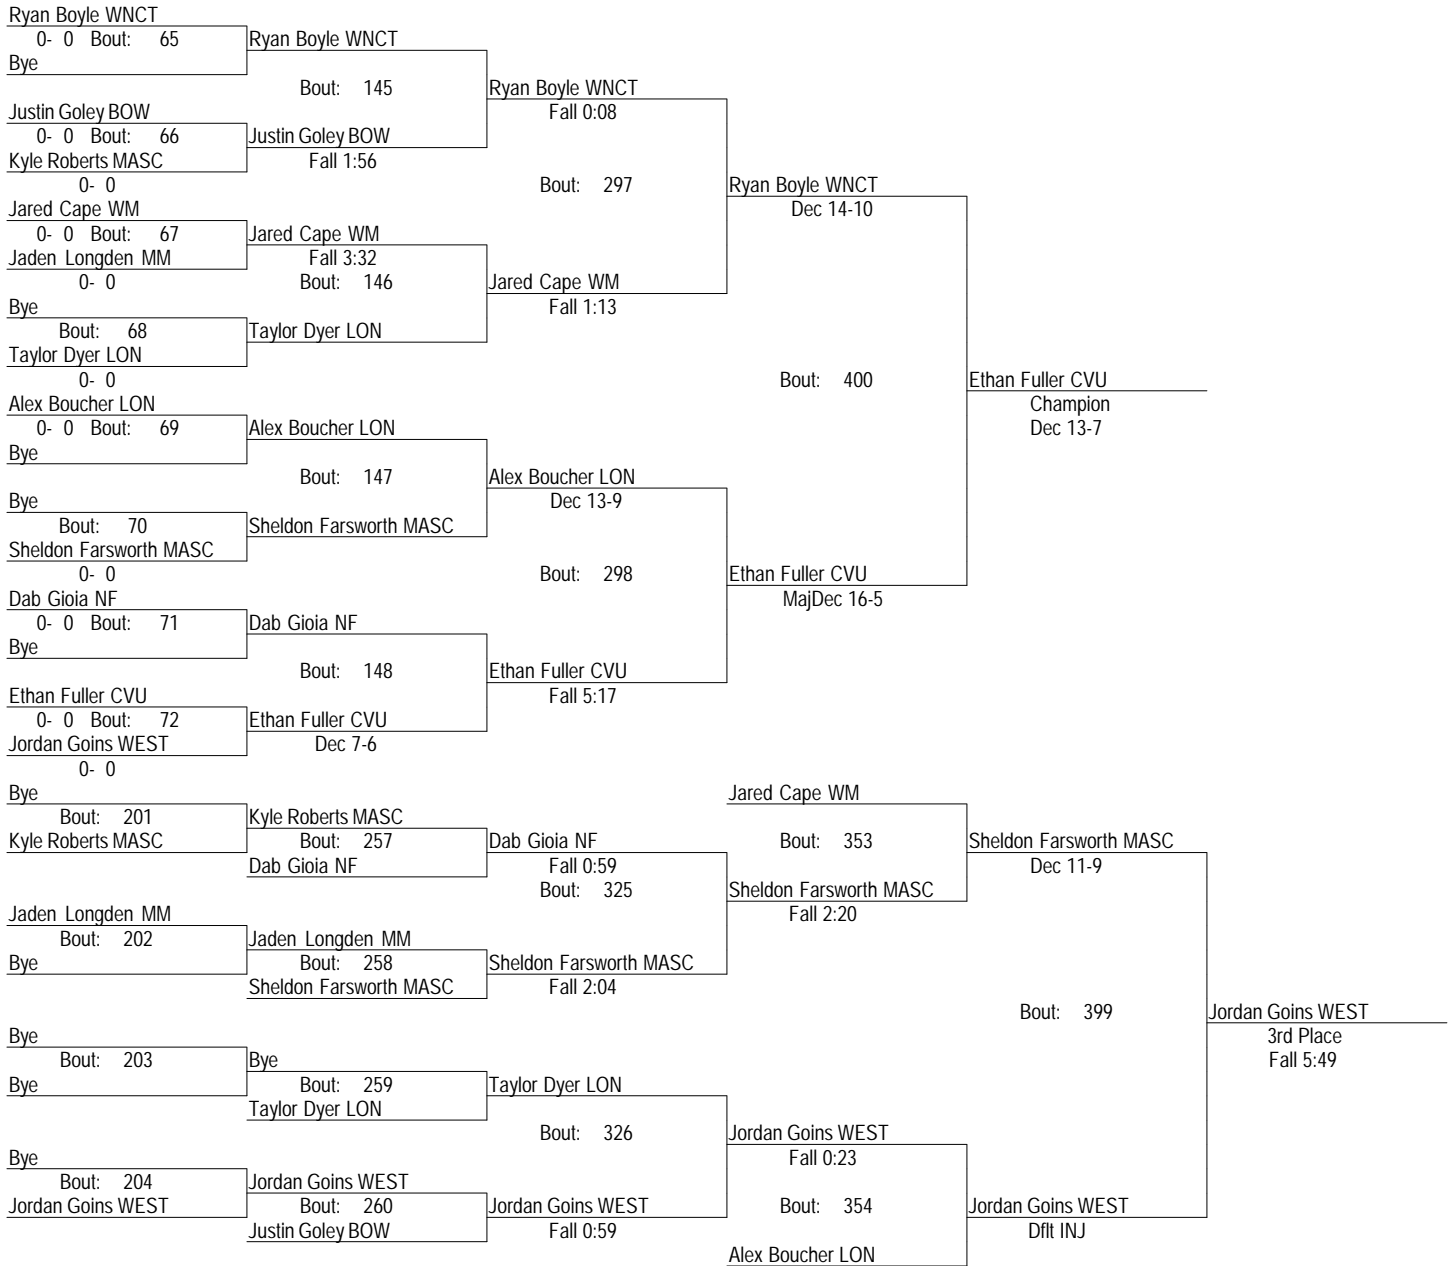 Ryan Boyle WNCT
0- 0 Bout: 65 Ryan Boyle WNCT
Bye
Bout: 145 Ryan Boyle WNCT
Justin Goley BOW Fall 0:08
0- 0 Bout: 66 Justin Goley BOW
Kyle Roberts MASC Fall 1:56
0- 0 Bout: 297 Ryan Boyle WNCT
Jared Cape WM Dec 14-10
0- 0 Bout: 67 Jared Cape WM
Jaden Longden MM Fall 3:32
0- 0 Bout: 146 Jared Cape WM
Bye Fall 1:13
Bout: 68 Taylor Dyer LON
Taylor Dyer LON
0- 0 Bout: 400 Ethan Fuller CVU
Alex Boucher LON Champion
0- 0 Bout: 69 Alex Boucher LON Dec 13-7
Bye
Bout: 147 Alex Boucher LON
Bye Dec 13-9
Bout: 70 Sheldon Farsworth MASC
Sheldon Farsworth MASC
0- 0 Bout: 298 Ethan Fuller CVU
Dab Gioia NF MajDec 16-5
0- 0 Bout: 71 Dab Gioia NF
Bye
Bout: 148 Ethan Fuller CVU
Ethan Fuller CVU Fall 5:17
0- 0 Bout: 72 Ethan Fuller CVU
Jordan Goins WEST Dec 7-6
0- 0
Bye Jared Cape WM
Bout: 201 Kyle Roberts MASC
Kyle Roberts MASC Bout: 257 Dab Gioia NF Bout: 353 Sheldon Farsworth MASC
Dab Gioia NF Fall 0:59 Dec 11-9
Bout: 325 Sheldon Farsworth MASC
Jaden Longden MM Fall 2:20
Bout: 202 Jaden Longden MM
Bye Bout: 258 Sheldon Farsworth MASC
Sheldon Farsworth MASC Fall 2:04
Bout: 399 Jordan Goins WEST
Bye 3rd Place
Bout: 203 Bye Fall 5:49
Bye Bout: 259 Taylor Dyer LON
Taylor Dyer LON
Bout: 326 Jordan Goins WEST
Bye Fall 0:23
Bout: 204 Jordan Goins WEST
Jordan Goins WEST Bout: 260 Jordan Goins WEST Bout: 354 Jordan Goins WEST
Justin Goley BOW Fall 0:59 Dflt INJ
Alex Boucher LON